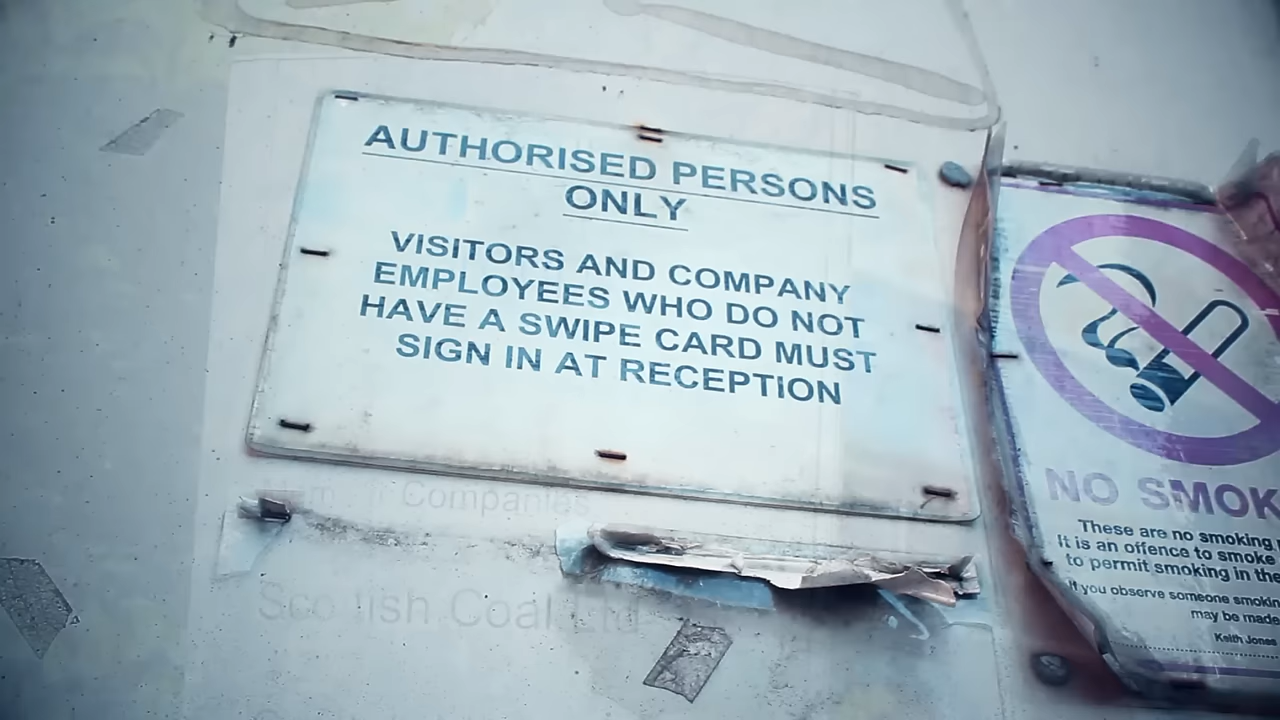 AUTHORISED PERSONS
ONLY
VISITORS AND COMPANY
EMPLOYEES WHO DO NOT
HAVE A SWIPE CARD MUST
SIGN IN AT RECEPTION
Companies
Scottish Coal Ltd
NO SMOK
These are no smoking
It is an offence to smoke
to permit smoking in the
If you observe someone smokin
may be made
Keith Jones